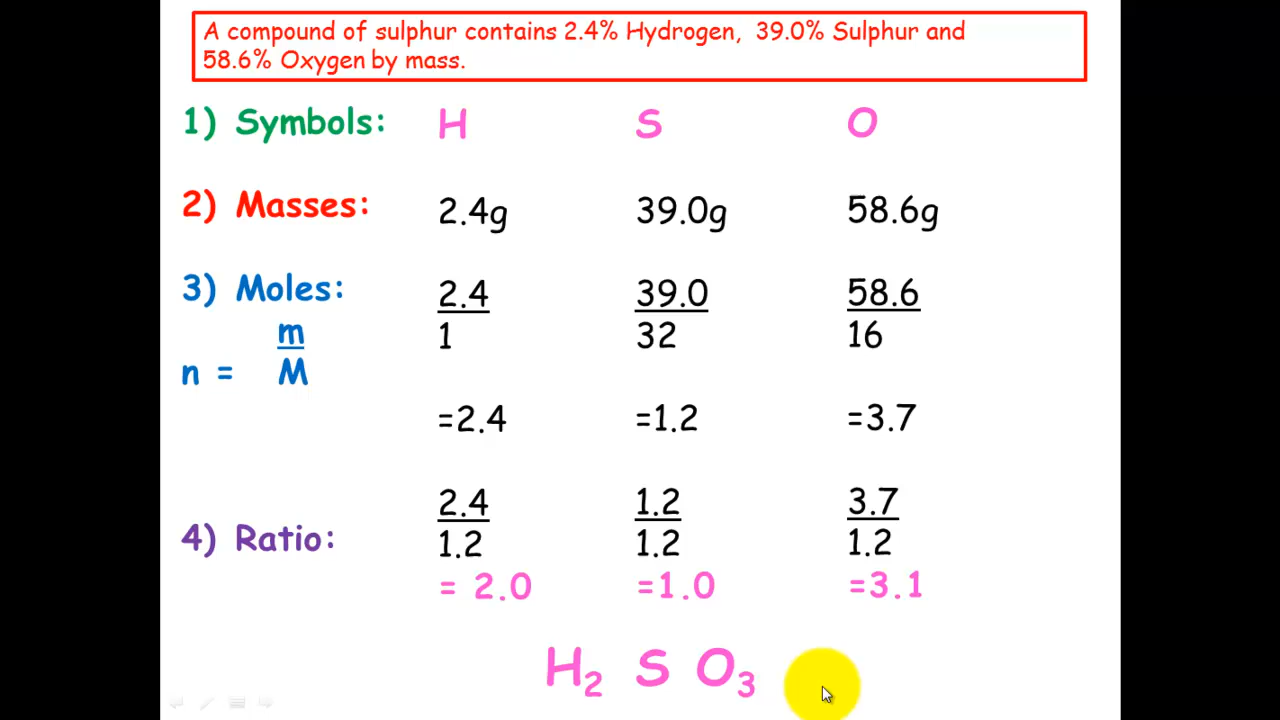 A compound of sulphur contains 2.4% Hydrogen, 39.0% Sulphur and
58.6% Oxygen by mass.
1) Symbols: H S O
2) Masses: 2.4g 39.0g 58.6g
3) Moles: 2.4 39.0 58.6
m 1 32 16
n = M
=2.4 =1.2 =3.7
2.4 1.2 3.7
4) Ratio: 1.2 1.2 1.2
= 2.0 =1.0 =3.1
H2 S O3